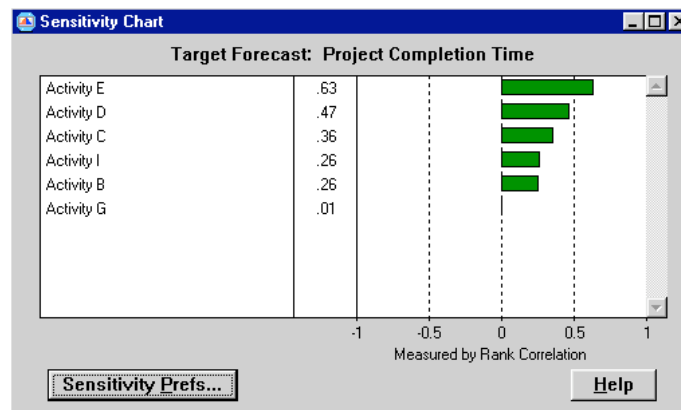 Sensitivity Chart
Target Forecast: Project Completion Time
Activity E .63
Activity D .47
Activity C .36
Activity I .26
Activity B .26
Activity G .01
-1 -0.5 0 0.5 1
Measured by Rank Correlation
Sensitivity Prefs... Help